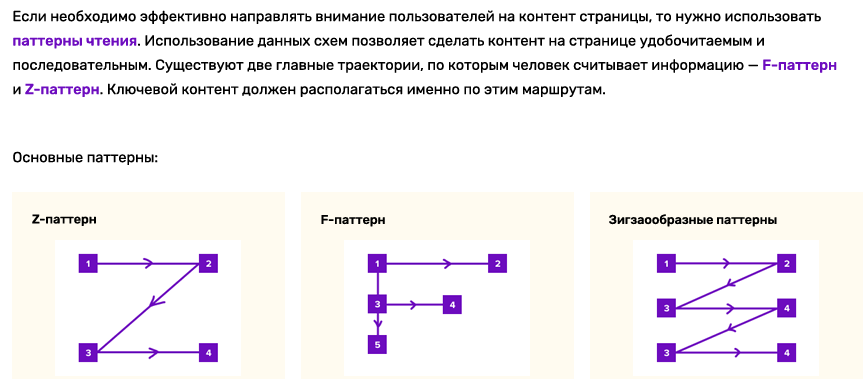 Если необходимо эффективно направлять внимание пользователей на контент страницы, то нужно использовать
паттерны чтения. Использование данных схем позволяет сделать контент на странице удобочитаемым и
последовательным. Существуют две главные траектории, по которым человек считывает информацию — F-паттерн
и Z-паттерн. Ключевой контент должен располагаться именно по этим маршрутам.
Основные паттерны:
Z-паттерн
1 2
3 4
F-паттерн
1 2
3 4
5
Зигзаообразные паттерны
1 2
3 4
3 4